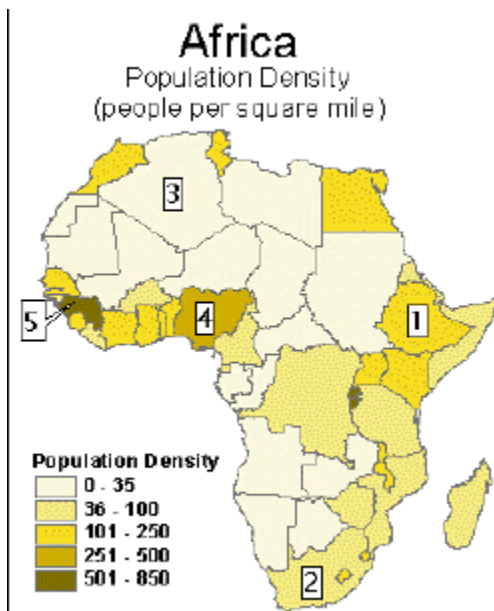 Africa
Population Density
(people per square mile)
3
5
4
1
Population Density
0 - 35
36 - 100
101 - 250
251 - 500
501 - 850
2